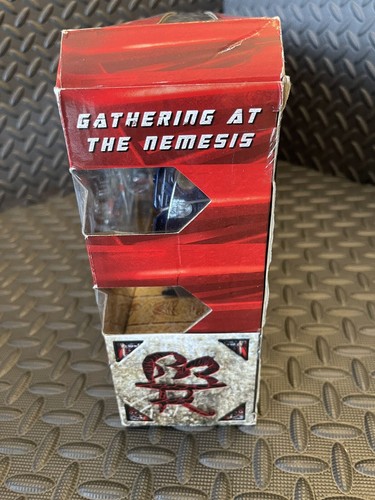 GATHERING AT
THE NEMESIS